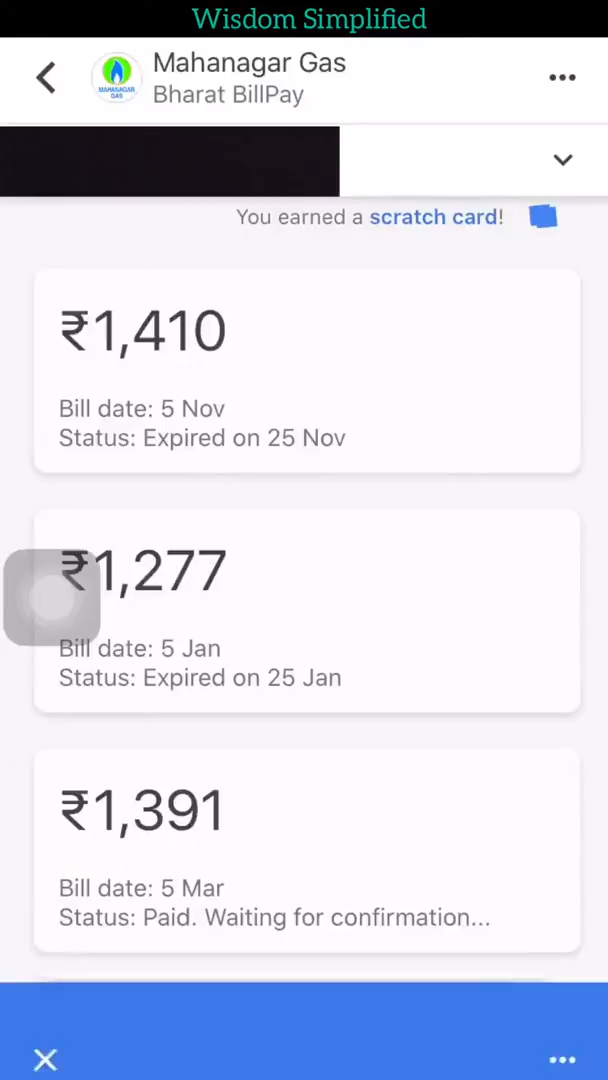 Wisdom Simplified
Mahanagar Gas
MAHANAGAR
GAS
Bharat BillPay
You earned a scratch card!
₹1,410
Bill date: 5 Nov
Status: Expired on 25 Nov
₹1,277
Bill date: 5 Jan
Status: Expired on 25 Jan
₹1,391
Bill date: 5 Mar
Status: Paid. Waiting for confirmation...